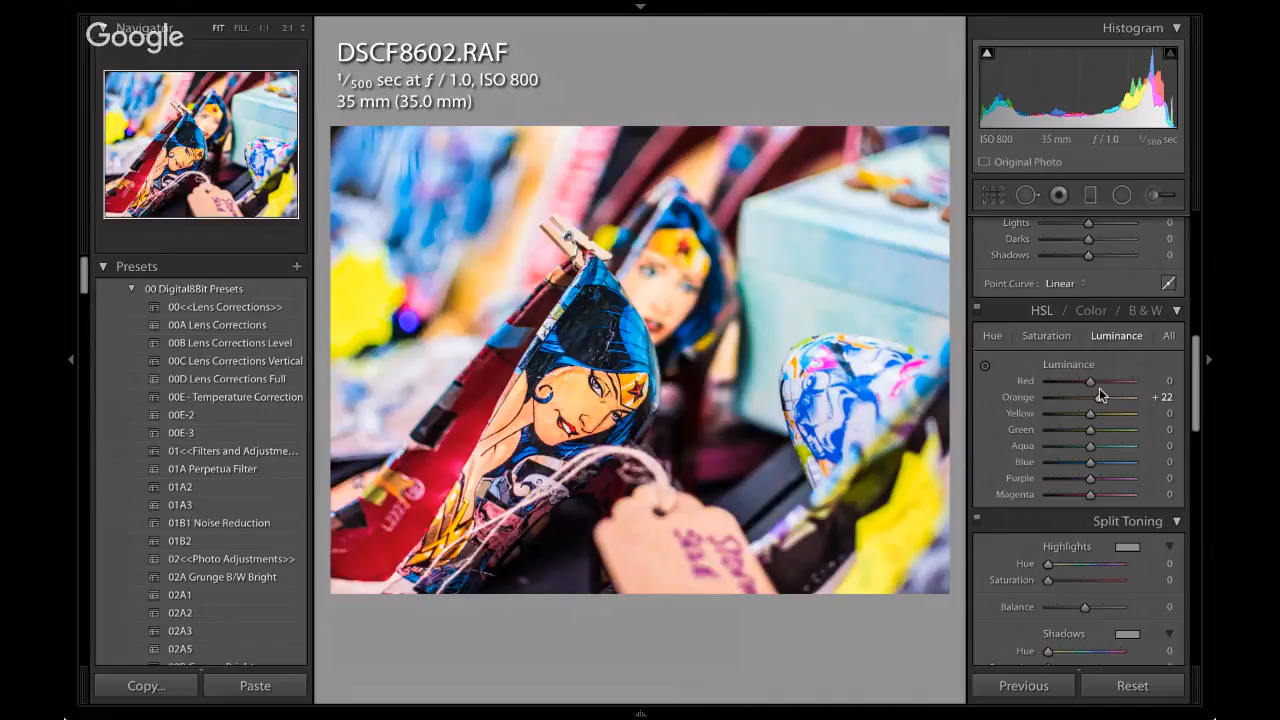 Google
Navigator
FIT FILL 1:1 2:1
Presets
00 Digital8Bit Presets
00<<Lens Corrections>>
00A Lens Corrections
00B Lens Corrections Level
00C Lens Corrections Vertical
00D Lens Corrections Full
00E - Temperature Correction
00E-2
00E-3
01<<Filters and Adjustme...
01A Perpetua Filter
01A2
01A3
01B1 Noise Reduction
01B2
02<<Photo Adjustments>>
02A Grunge B/W Bright
02A1
02A2
02A3
02A5
Copy... Paste
DSCF8602.RAF
1/500 sec at ƒ / 1.0, ISO 800
35 mm (35.0 mm)
Histogram
ISO 800 35 mm ƒ / 1.0 1/500 sec
Original Photo
Lights 0
Darks 0
Shadows 0
Point Curve : Linear
HSL / Color / B & W
Hue Saturation Luminance All
Luminance
Red 0
Orange + 22
Yellow 0
Green 0
Aqua 0
Blue 0
Purple 0
Magenta 0
Split Toning
Highlights
Hue 0
Saturation 0
Balance 0
Shadows
Hue 0
Previous Reset